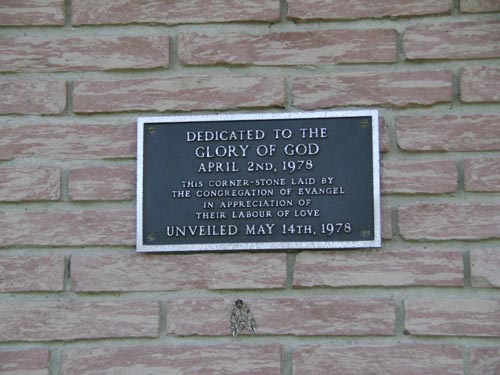 DEDICATED TO THE
GLORY OF GOD
APRIL 2ND, 1978
THIS CORNER-STONE LAID BY
THE CONGREGATION OF EVANGEL
IN APPRECIATION OF
THEIR LABOUR OF LOVE
UNVEILED MAY 14TH, 1978